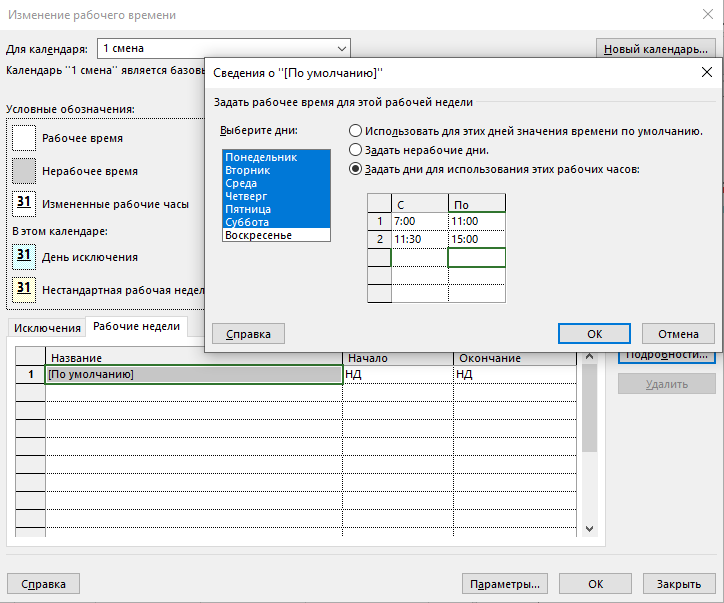 Изменение рабочего времени
Для календаря: 1 смена Новый календарь...
Календарь "1 смена" является базовы
Условные обозначения:
Рабочее время
Нерабочее время
31 Измененные рабочие часы
В этом календаре:
31 День исключения
31 Нестандартная рабочая недел
Сведения о "[По умолчанию]"
Задать рабочее время для этой рабочей недели
Выберите дни:
Понедельник
Вторник
Среда
Четверг
Пятница
Суббота
Воскресенье
Использовать для этих дней значения времени по умолчанию.
Задать нерабочие дни.
Задать дни для использования этих рабочих часов:
С По
1 7:00 11:00
2 11:30 15:00
Справка ОК Отмена
Исключения Рабочие недели
Название Начало Окончание
1 [По умолчанию] НД НД
Подробности...
Удалить
Справка Параметры... ОК Закрыть